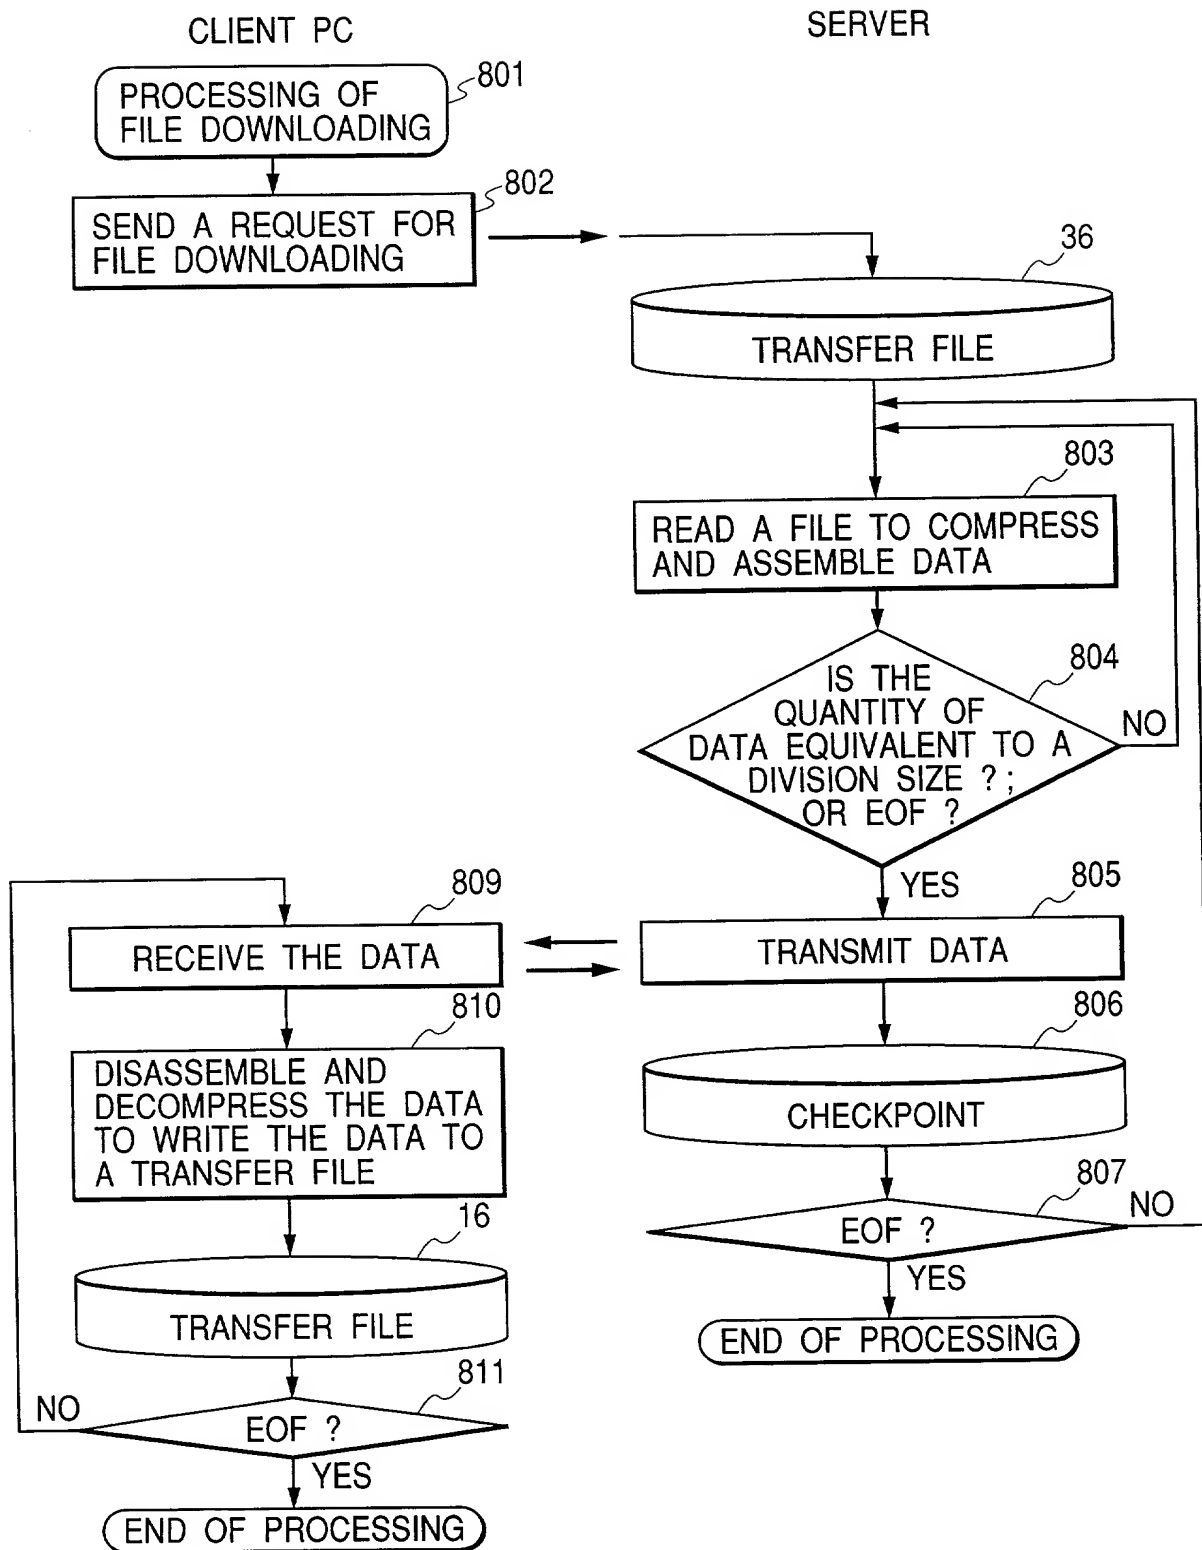 CLIENT PC
SERVER
801
PROCESSING OF
FILE DOWNLOADING
802
SEND A REQUEST FOR
FILE DOWNLOADING
36
TRANSFER FILE
803
READ A FILE TO COMPRESS
AND ASSEMBLE DATA
804
IS THE
QUANTITY OF
DATA EQUIVALENT TO A
DIVISION SIZE ? ;
OR EOF ?
NO
YES
809
RECEIVE THE DATA
805
TRANSMIT DATA
810
DISASSEMBLE AND
DECOMPRESS THE DATA
TO WRITE THE DATA TO
A TRANSFER FILE
806
CHECKPOINT
807
EOF ?
NO
YES
END OF PROCESSING
16
TRANSFER FILE
811
EOF ?
NO
YES
END OF PROCESSING